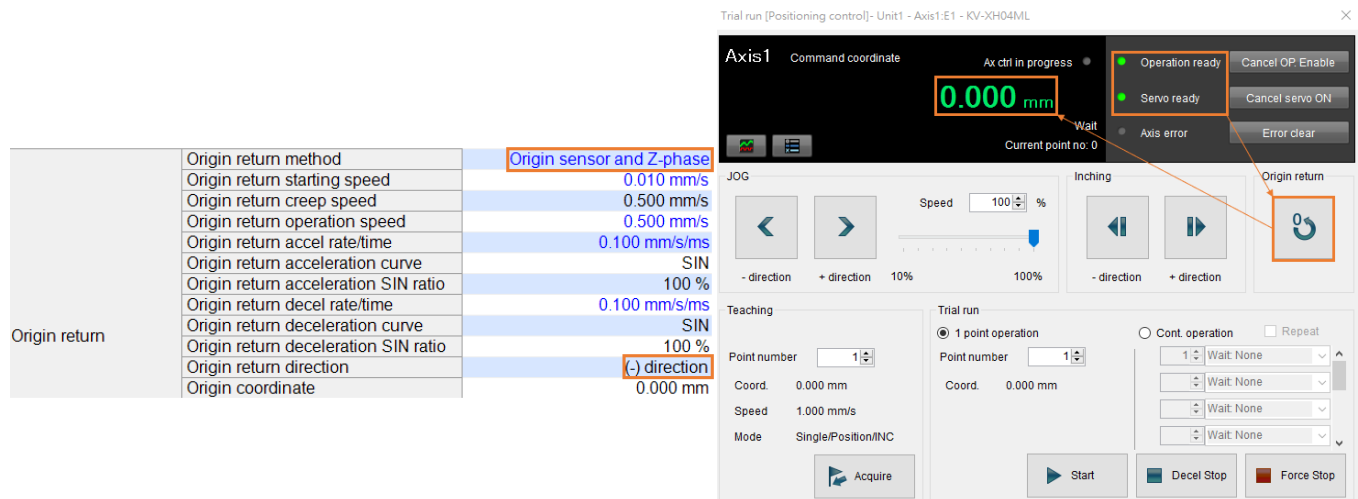 Origin return
Origin return method Origin sensor and Z-phase
Origin return starting speed 0.010 mm/s
Origin return creep speed 0.500 mm/s
Origin return operation speed 0.500 mm/s
Origin return accel rate/time 0.100 mm/s/ms
Origin return acceleration curve SIN
Origin return acceleration SIN ratio 100 %
Origin return decel rate/time 0.100 mm/s/ms
Origin return deceleration curve SIN
Origin return deceleration SIN ratio 100 %
Origin return direction (-) direction
Origin coordinate 0.000 mm
Trial run [Positioning control]- Unit1 - Axis1:E1 - KV-XH04ML
Axis1 Command coordinate Ax ctrl in progress
0.000 mm
Wait
Current point no: 0
Operation ready Cancel OP. Enable
Servo ready Cancel servo ON
Axis error Error clear
JOG
Speed 100 %
- direction + direction 10% 100%
Inching
- direction + direction
Origin return
0
Teaching
Point number 1
Coord. 0.000 mm
Speed 1.000 mm/s
Mode Single/Position/INC
Acquire
Trial run
1 point operation
Point number 1
Coord. 0.000 mm
Cont. operation Repeat
1 Wait: None
Wait: None
Wait: None
Wait: None
Start Decel Stop Force Stop